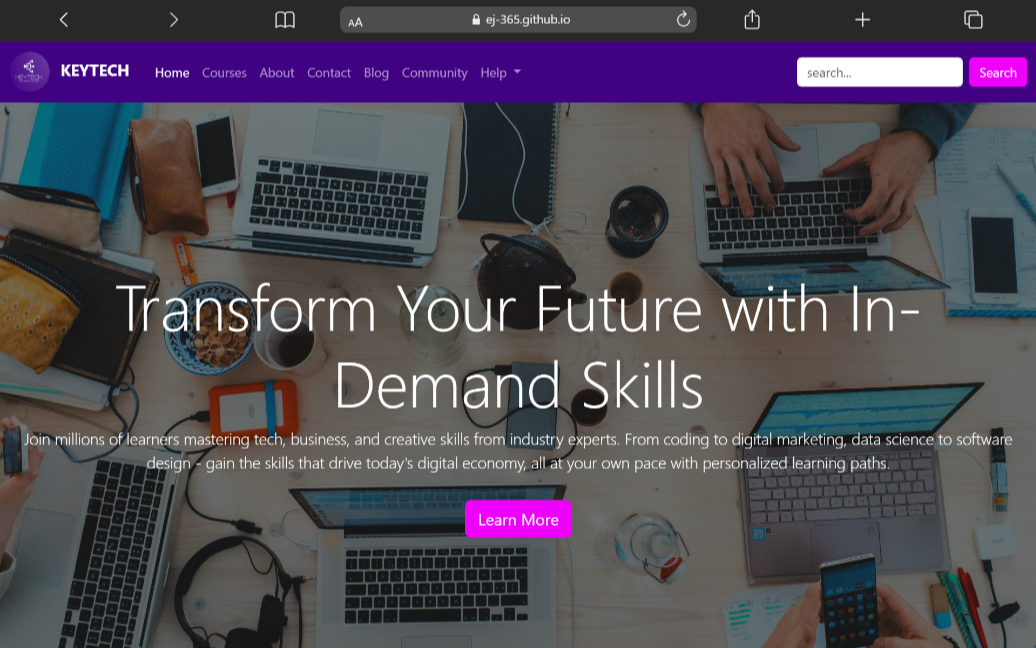 AA ej-365.github.io
KEYTECH Home Courses About Contact Blog Community Help search... Search
Transform Your Future with In-
Demand Skills
Join millions of learners mastering tech, business, and creative skills from industry experts. From coding to digital marketing, data science to software
design - gain the skills that drive today's digital economy, all at your own pace with personalized learning paths.
Learn More